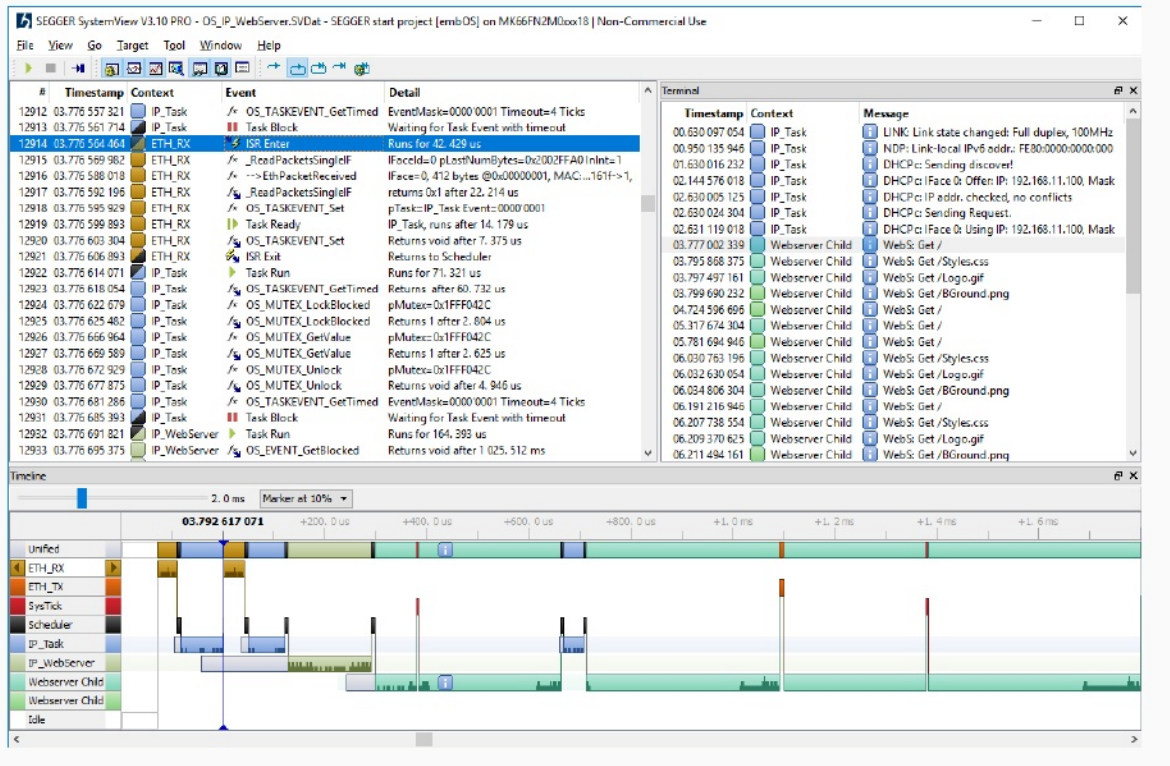 SEGGER SystemView V3.10 PRO - OS_IP_WebServer.SVDat - SEGGER start project [embOS] on MK66FN2M0xxx18 | Non-Commercial Use
File View Go Target Tool Window Help
# Timestamp Context Event Detail
12912 03.776 557 321 IP_Task OS_TASKEVENT_GetTimed EventMask=0000'0001 Timeout=4 Ticks
12913 03.776 561 714 IP_Task Task Block Waiting for Task Event with timeout
12914 03.776 564 464 ETH_RX ISR Enter Runs for 42. 429 us
12915 03.776 569 982 ETH_RX _ReadPacketsSingleIF IFaceId=0 pLastNumBytes=0x2002FFA0 InInt=1
12916 03.776 588 018 ETH_RX -->EthPacketReceived IFace=0, 412 bytes @0x00000001, MAC:...161f->1,
12917 03.776 592 196 ETH_RX _ReadPacketsSingleIF returns 0x1 after 22. 214 us
12918 03.776 595 929 ETH_RX OS_TASKEVENT_Set pTask=IP_Task Event=0000'0001
12919 03.776 599 893 ETH_RX Task Ready IP_Task, runs after 14. 179 us
12920 03.776 603 304 ETH_RX OS_TASKEVENT_Set Returns void after 7. 375 us
12921 03.776 606 893 ETH_RX ISR Exit Returns to Scheduler
12922 03.776 614 071 IP_Task Task Run Runs for 71. 321 us
12923 03.776 618 054 IP_Task OS_TASKEVENT_GetTimed Returns after 60. 732 us
12924 03.776 622 679 IP_Task OS_MUTEX_LockBlocked pMutex=0x1FFF042C
12925 03.776 625 482 IP_Task OS_MUTEX_LockBlocked Returns 1 after 2. 804 us
12926 03.776 666 964 IP_Task OS_MUTEX_GetValue pMutex=0x1FFF042C
12927 03.776 669 589 IP_Task OS_MUTEX_GetValue Returns 1 after 2. 625 us
12928 03.776 672 929 IP_Task OS_MUTEX_Unlock pMutex=0x1FFF042C
12929 03.776 677 875 IP_Task OS_MUTEX_Unlock Returns void after 4. 946 us
12930 03.776 681 286 IP_Task OS_TASKEVENT_GetTimed EventMask=0000'0001 Timeout=4 Ticks
12931 03.776 685 393 IP_Task Task Block Waiting for Task Event with timeout
12932 03.776 691 821 IP_WebServer Task Run Runs for 164. 393 us
12933 03.776 695 375 IP_WebServer OS_EVENT_GetBlocked Returns void after 1 025. 512 ms
Terminal
Timestamp Context Message
00.630 097 054 IP_Task LINK: Link state changed: Full duplex, 100MHz
00.950 135 946 IP_Task NDP: Link-local IPv6 addr.: FE80:0000:0000:000
01.630 016 232 IP_Task DHCPc: Sending discover!
02.144 576 018 IP_Task DHCPc: IFace 0: Offer: IP: 192.168.11.100, Mask
02.630 005 125 IP_Task DHCPc: IP addr. checked, no conflicts
02.630 024 304 IP_Task DHCPc: Sending Request.
02.631 119 018 IP_Task DHCPc: IFace 0: Using IP: 192.168.11.100, Mask
03.777 002 339 Webserver Child WebS: Get /
03.795 868 375 Webserver Child WebS: Get /Styles.css
03.797 497 161 Webserver Child WebS: Get /Logo.gif
03.799 690 232 Webserver Child WebS: Get /BGround.png
04.724 596 696 Webserver Child WebS: Get /
05.317 674 304 Webserver Child WebS: Get /
05.781 694 946 Webserver Child WebS: Get /
06.030 763 196 Webserver Child WebS: Get /Styles.css
06.032 630 054 Webserver Child WebS: Get /Logo.gif
06.034 806 304 Webserver Child WebS: Get /BGround.png
06.191 216 946 Webserver Child WebS: Get /
06.207 738 554 Webserver Child WebS: Get /Styles.css
06.209 370 625 Webserver Child WebS: Get /Logo.gif
06.211 494 161 Webserver Child WebS: Get /BGround.png
Timeline
2. 0 ms Marker at 10%
03.792 617 071 +200. 0 us +400. 0 us +600. 0 us +800. 0 us +1. 0 ms +1. 2 ms +1. 4 ms +1. 6 ms
Unified
ETH_RX
ETH_TX
SysTick
Scheduler
IP_Task
IP_WebServer
Webserver Child
Webserver Child
Idle